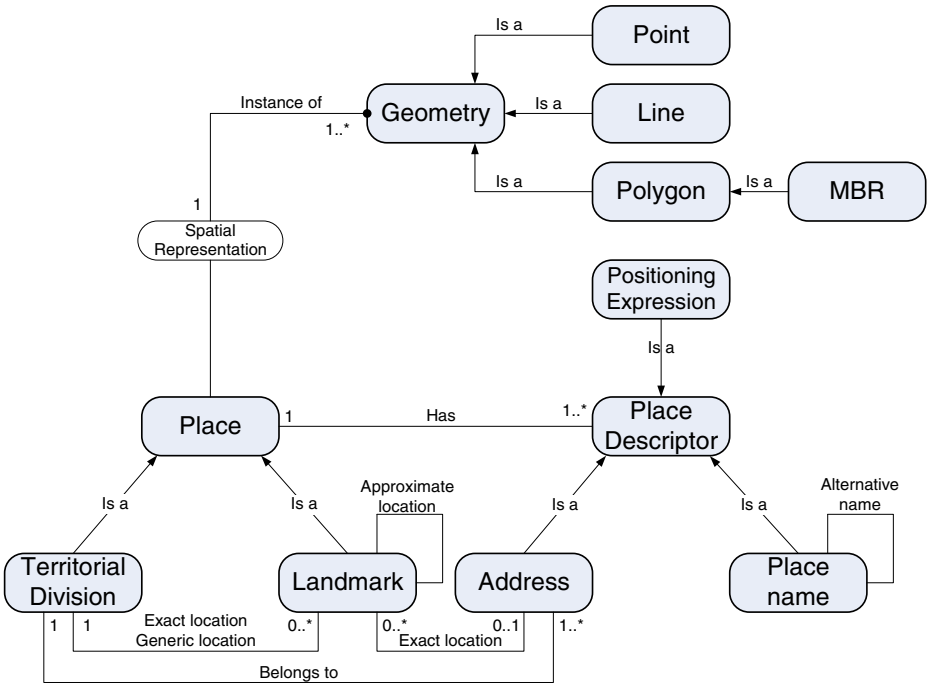 Is a
Point
Instance of
Geometry
Is a
Line
1..*
Is a
Polygon
Is a
MBR
1
Spatial
Representation
Positioning
Expression
Is a
Place
1
Has
1..*
Place
Descriptor
Is a
Is a
Approximate
location
Is a
Is a
Alternative
name
Territorial
Division
Landmark
Address
Place
name
1
1
Exact location
Generic location
0..*
0..*
Exact location
0..1
1..*
Belongs to